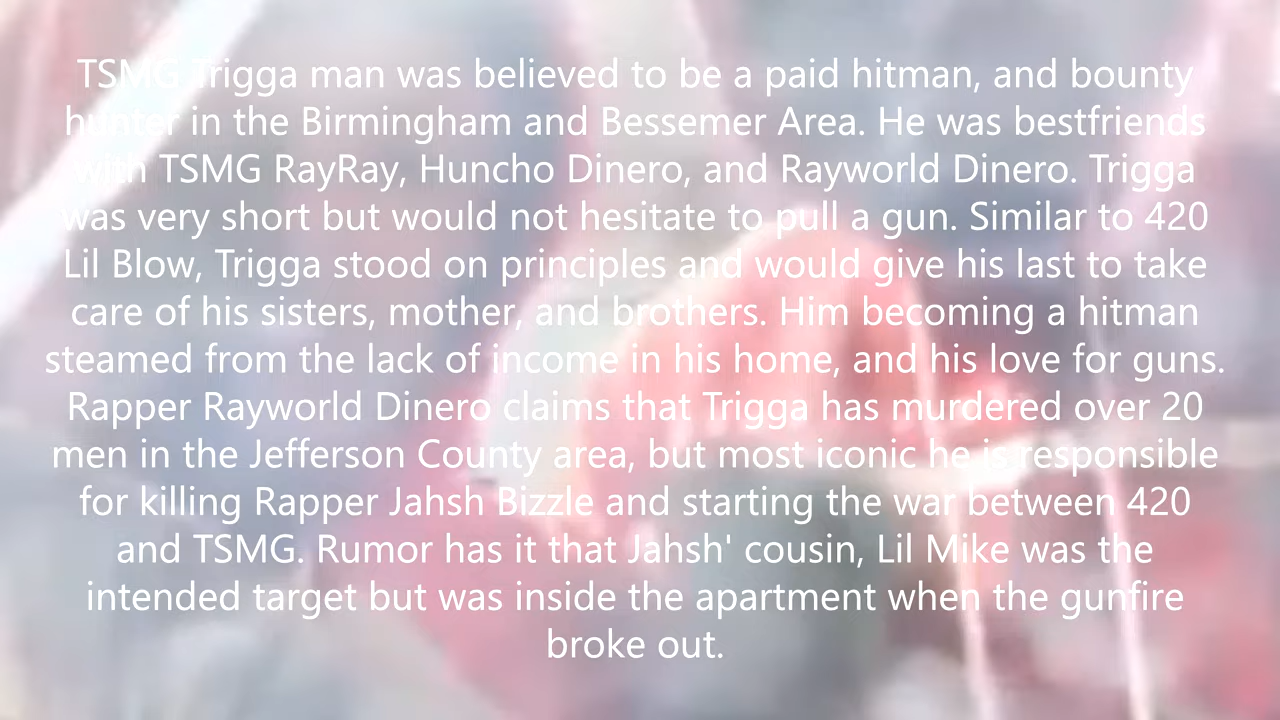 TSMG Trigga man was believed to be a paid hitman, and bounty
hunter in the Birmingham and Bessemer Area. He was bestfriends
with TSMG RayRay, Huncho Dinero, and Rayworld Dinero. Trigga
was very short but would not hesitate to pull a gun. Similar to 420
Lil Blow, Trigga stood on principles and would give his last to take
care of his sisters, mother, and brothers. Him becoming a hitman
steamed from the lack of income in his home, and his love for guns.
Rapper Rayworld Dinero claims that Trigga has murdered over 20
men in the Jefferson County area, but most iconic he is responsible
for killing Rapper Jahsh Bizzle and starting the war between 420
and TSMG. Rumor has it that Jahsh' cousin, Lil Mike was the
intended target but was inside the apartment when the gunfire
broke out.